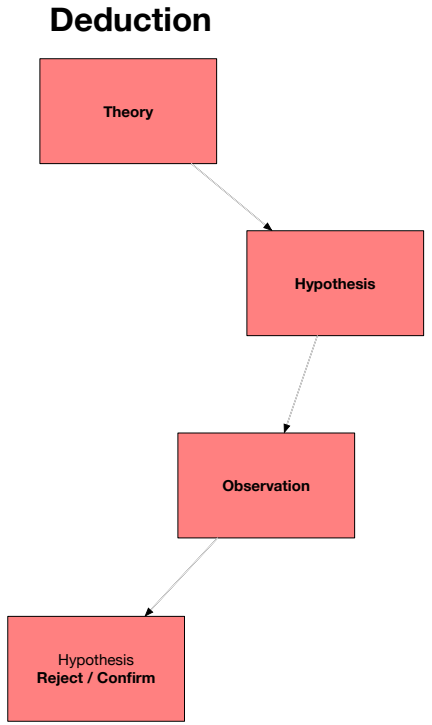 Deduction
Theory
Hypothesis
Observation
Hypothesis
Reject / Confirm